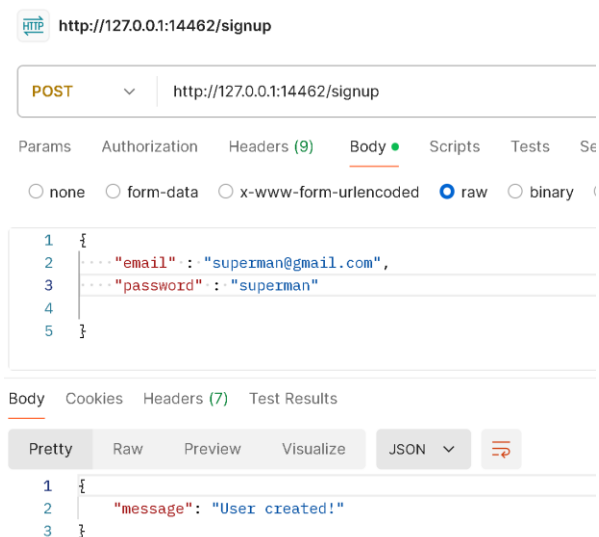 HTTP http://127.0.0.1:14462/signup
POST http://127.0.0.1:14462/signup
Params Authorization Headers (9) Body Scripts Tests Se
none form-data x-www-form-urlencoded raw binary
1 {
2 "email" : "superman@gmail.com",
3 "password" : "superman"
4
5 }
Body Cookies Headers (7) Test Results
Pretty Raw Preview Visualize JSON
1 {
2 "message": "User created!"
3 }